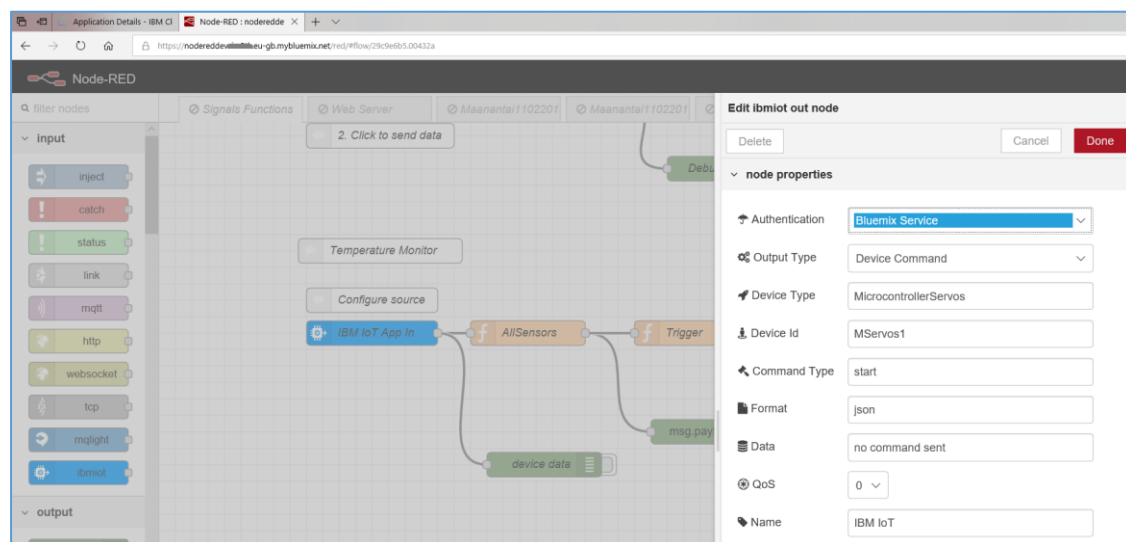 Application Details - IBM Cl
Node-RED : noderedde
https://nodereddev eu-gb.mybluemix.net/red/#flow/29c9e6b5.00432a
Node-RED
filter nodes
Signals Functions
Web Server
Maanantai1102201
Maanantai1102201
Edit ibmiot out node
input
2. Click to send data
Delete
Cancel
Done
inject
Debu
node properties
catch
Authentication
Bluemix Service
status
Temperature Monitor
Output Type
Device Command
link
Configure source
Device Type
MicrocontrollerServos
mqtt
IBM IoT App In
AllSensors
Trigger
Device Id
MServos1
http
websocket
Command Type
start
tcp
Format
json
mqlight
msg.pay
Data
no command sent
ibmiot
device data
QoS
0
output
Name
IBM IoT